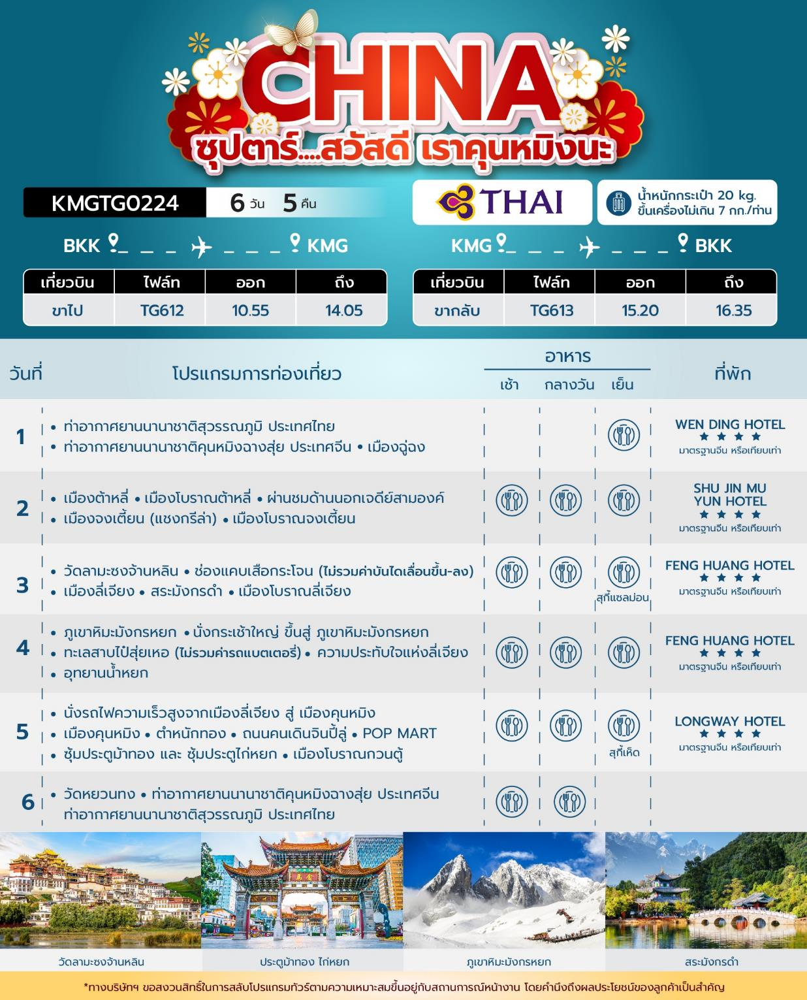 CHINA
ซุปตาร์....สวัสดี เราคุนหมิงนะ
KMGTG0224 6 วัน 5 คืน
THAI
น้ำหนักกระเป๋า 20 kg.
ขึ้นเครื่องไม่เกิน 7 กก./ท่าน
BKK KMG
KMG BKK
เที่ยวบิน ไฟล์ท ออก ถึง
ขาไป TG612 10.55 14.05
เที่ยวบิน ไฟล์ท ออก ถึง
ขากลับ TG613 15.20 16.35
วันที่ โปรแกรมการท่องเที่ยว อาหาร ที่พัก
เช้า กลางวัน เย็น
1
• ท่าอากาศยานนานาชาติสุวรรณภูมิ ประเทศไทย
• ท่าอากาศยานนานาชาติคุนหมิงฉางสุ่ย ประเทศจีน • เมืองฉู่ฉง
WEN DING HOTEL
★ ★ ★ ★
มาตรฐานจีน หรือเทียบเท่า
2
• เมืองต้าหลี่ • เมืองโบราณต้าหลี่ • ผ่านชมด้านนอกเจดีย์สามองค์
• เมืองจงเตี้ยน (แชงกรีล่า) • เมืองโบราณจงเตี้ยน
SHU JIN MU
YUN HOTEL
★ ★ ★ ★
มาตรฐานจีน หรือเทียบเท่า
3
• วัดลามะซงจ้านหลิน • ช่องแคบเสือกระโจน (ไม่รวมค่าบันไดเลื่อนขึ้น-ลง)
• เมืองลี่เจียง • สระมังกรดำ • เมืองโบราณลี่เจียง
สุกี้แซลม่อน
FENG HUANG HOTEL
★ ★ ★ ★
มาตรฐานจีน หรือเทียบเท่า
4
• ภูเขาหิมะมังกรหยก • นั่งกระเช้าใหญ่ ขึ้นสู่ ภูเขาหิมะมังกรหยก
• ทะเลสาบไป๋สุ่ยเหอ (ไม่รวมค่ารถแบตเตอรี่) • ความประทับใจแห่งลี่เจียง
• อุทยานน้ำหยก
FENG HUANG HOTEL
★ ★ ★ ★
มาตรฐานจีน หรือเทียบเท่า
5
• นั่งรถไฟความเร็วสูงจากเมืองลี่เจียง สู่ เมืองคุนหมิง
• เมืองคุนหมิง • ตำหนักทอง • ถนนคนเดินจินปี้ลู่ • POP MART
• ซุ้มประตูม้าทอง และ ซุ้มประตูไก่หยก • เมืองโบราณกวนตู้
สุกี้เห็ด
LONGWAY HOTEL
★ ★ ★ ★
มาตรฐานจีน หรือเทียบเท่า
6
• วัดหยวนทง • ท่าอากาศยานนานาชาติคุนหมิงฉางสุ่ย ประเทศจีน
ท่าอากาศยานนานาชาติสุวรรณภูมิ ประเทศไทย
วัดลามะซงจ้านหลิน
ประตูม้าทอง ไก่หยก
ภูเขาหิมะมังกรหยก
สระมังกรดำ
*ทางบริษัทฯ ขอสงวนสิทธิ์ในการสลับโปรแกรมทัวร์ตามความเหมาะสมขึ้นอยู่กับสถานการณ์หน้างาน โดยคำนึงถึงผลประโยชน์ของลูกค้าเป็นสำคัญ